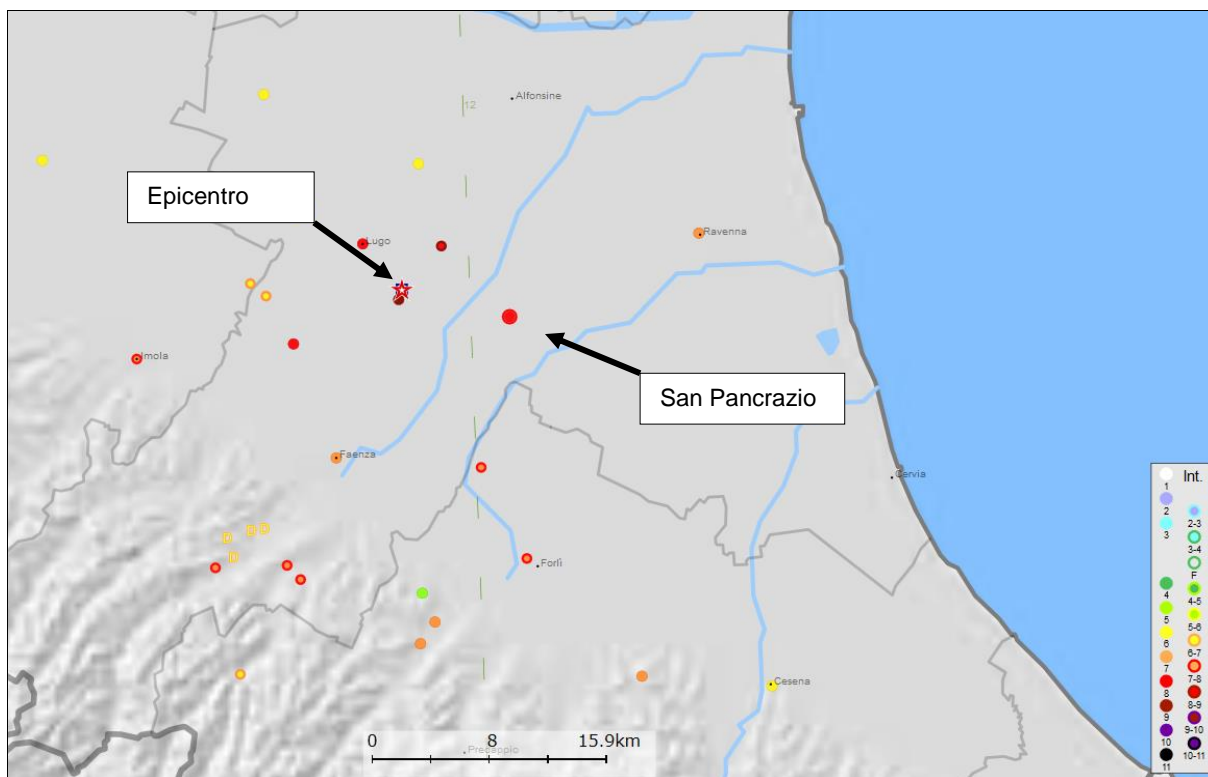 Alfonsine
12
Epicentro
Ravenna
Lugo
Imola
San Pancrazio
Faenza
Cervia
Forlì
D
D
D
D
Cesena
0 8 15.9km
Predappio
Int.
1
2
2-3
3
3-4
F
4
4-5
5
5-6
6
6-7
7
7-8
8
8-9
9
9-10
10
10-11
11